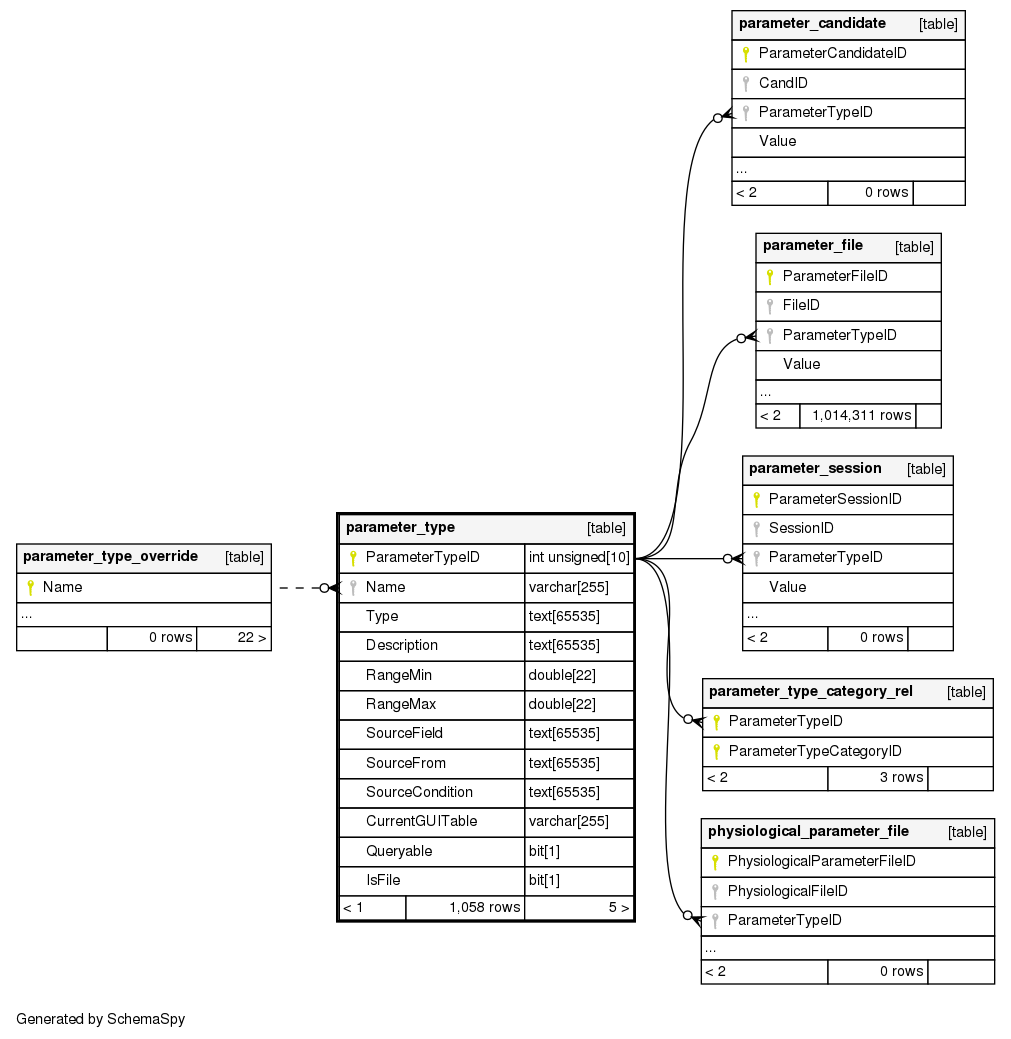 parameter_candidate [table]
ParameterCandidateID
CandID
ParameterTypeID
Value
...
< 2 0 rows
parameter_file [table]
ParameterFileID
FileID
ParameterTypeID
Value
...
< 2 1,014,311 rows
parameter_session [table]
ParameterSessionID
SessionID
ParameterTypeID
Value
...
< 2 0 rows
parameter_type_override [table]
Name
...
0 rows 22 >
parameter_type [table]
ParameterTypeID int unsigned[10]
Name varchar[255]
Type text[65535]
Description text[65535]
RangeMin double[22]
RangeMax double[22]
SourceField text[65535]
SourceFrom text[65535]
SourceCondition text[65535]
CurrentGUITable varchar[255]
Queryable bit[1]
IsFile bit[1]
< 1 1,058 rows 5 >
parameter_type_category_rel [table]
ParameterTypeID
ParameterTypeCategoryID
< 2 3 rows
physiological_parameter_file [table]
PhysiologicalParameterFileID
PhysiologicalFileID
ParameterTypeID
...
< 2 0 rows
Generated by SchemaSpy